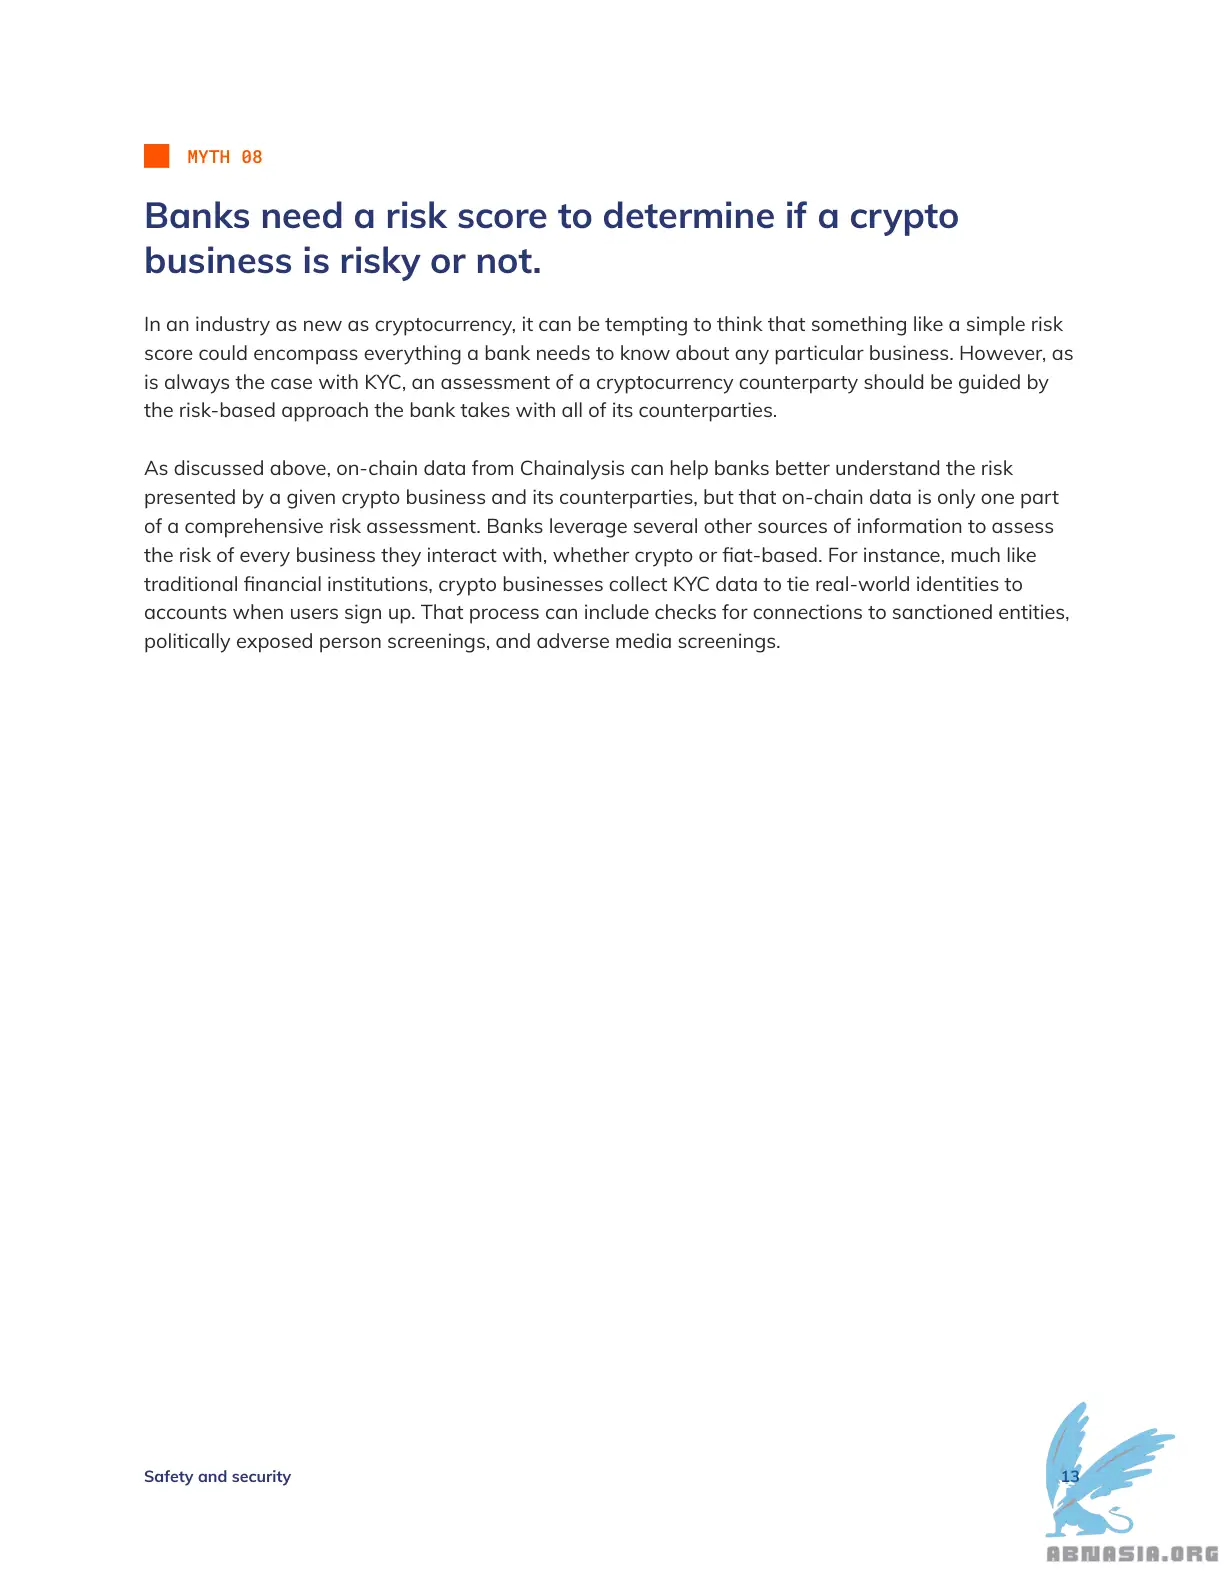 MYTH 08
Banks need a risk score to determine if a crypto
business is risky or not.
In an industry as new as cryptocurrency, it can be tempting to think that something like a simple risk
score could encompass everything a bank needs to know about any particular business. However, as
is always the case with KYC, an assessment of a cryptocurrency counterparty should be guided by
the risk-based approach the bank takes with all of its counterparties.
As discussed above, on-chain data from Chainalysis can help banks better understand the risk
presented by a given crypto business and its counterparties, but that on-chain data is only one part
of a comprehensive risk assessment. Banks leverage several other sources of information to assess
the risk of every business they interact with, whether crypto or fiat-based. For instance, much like
traditional financial institutions, crypto businesses collect KYC data to tie real-world identities to
accounts when users sign up. That process can include checks for connections to sanctioned entities,
politically exposed person screenings, and adverse media screenings.
Safety and security
13
ABNASIA.ORG